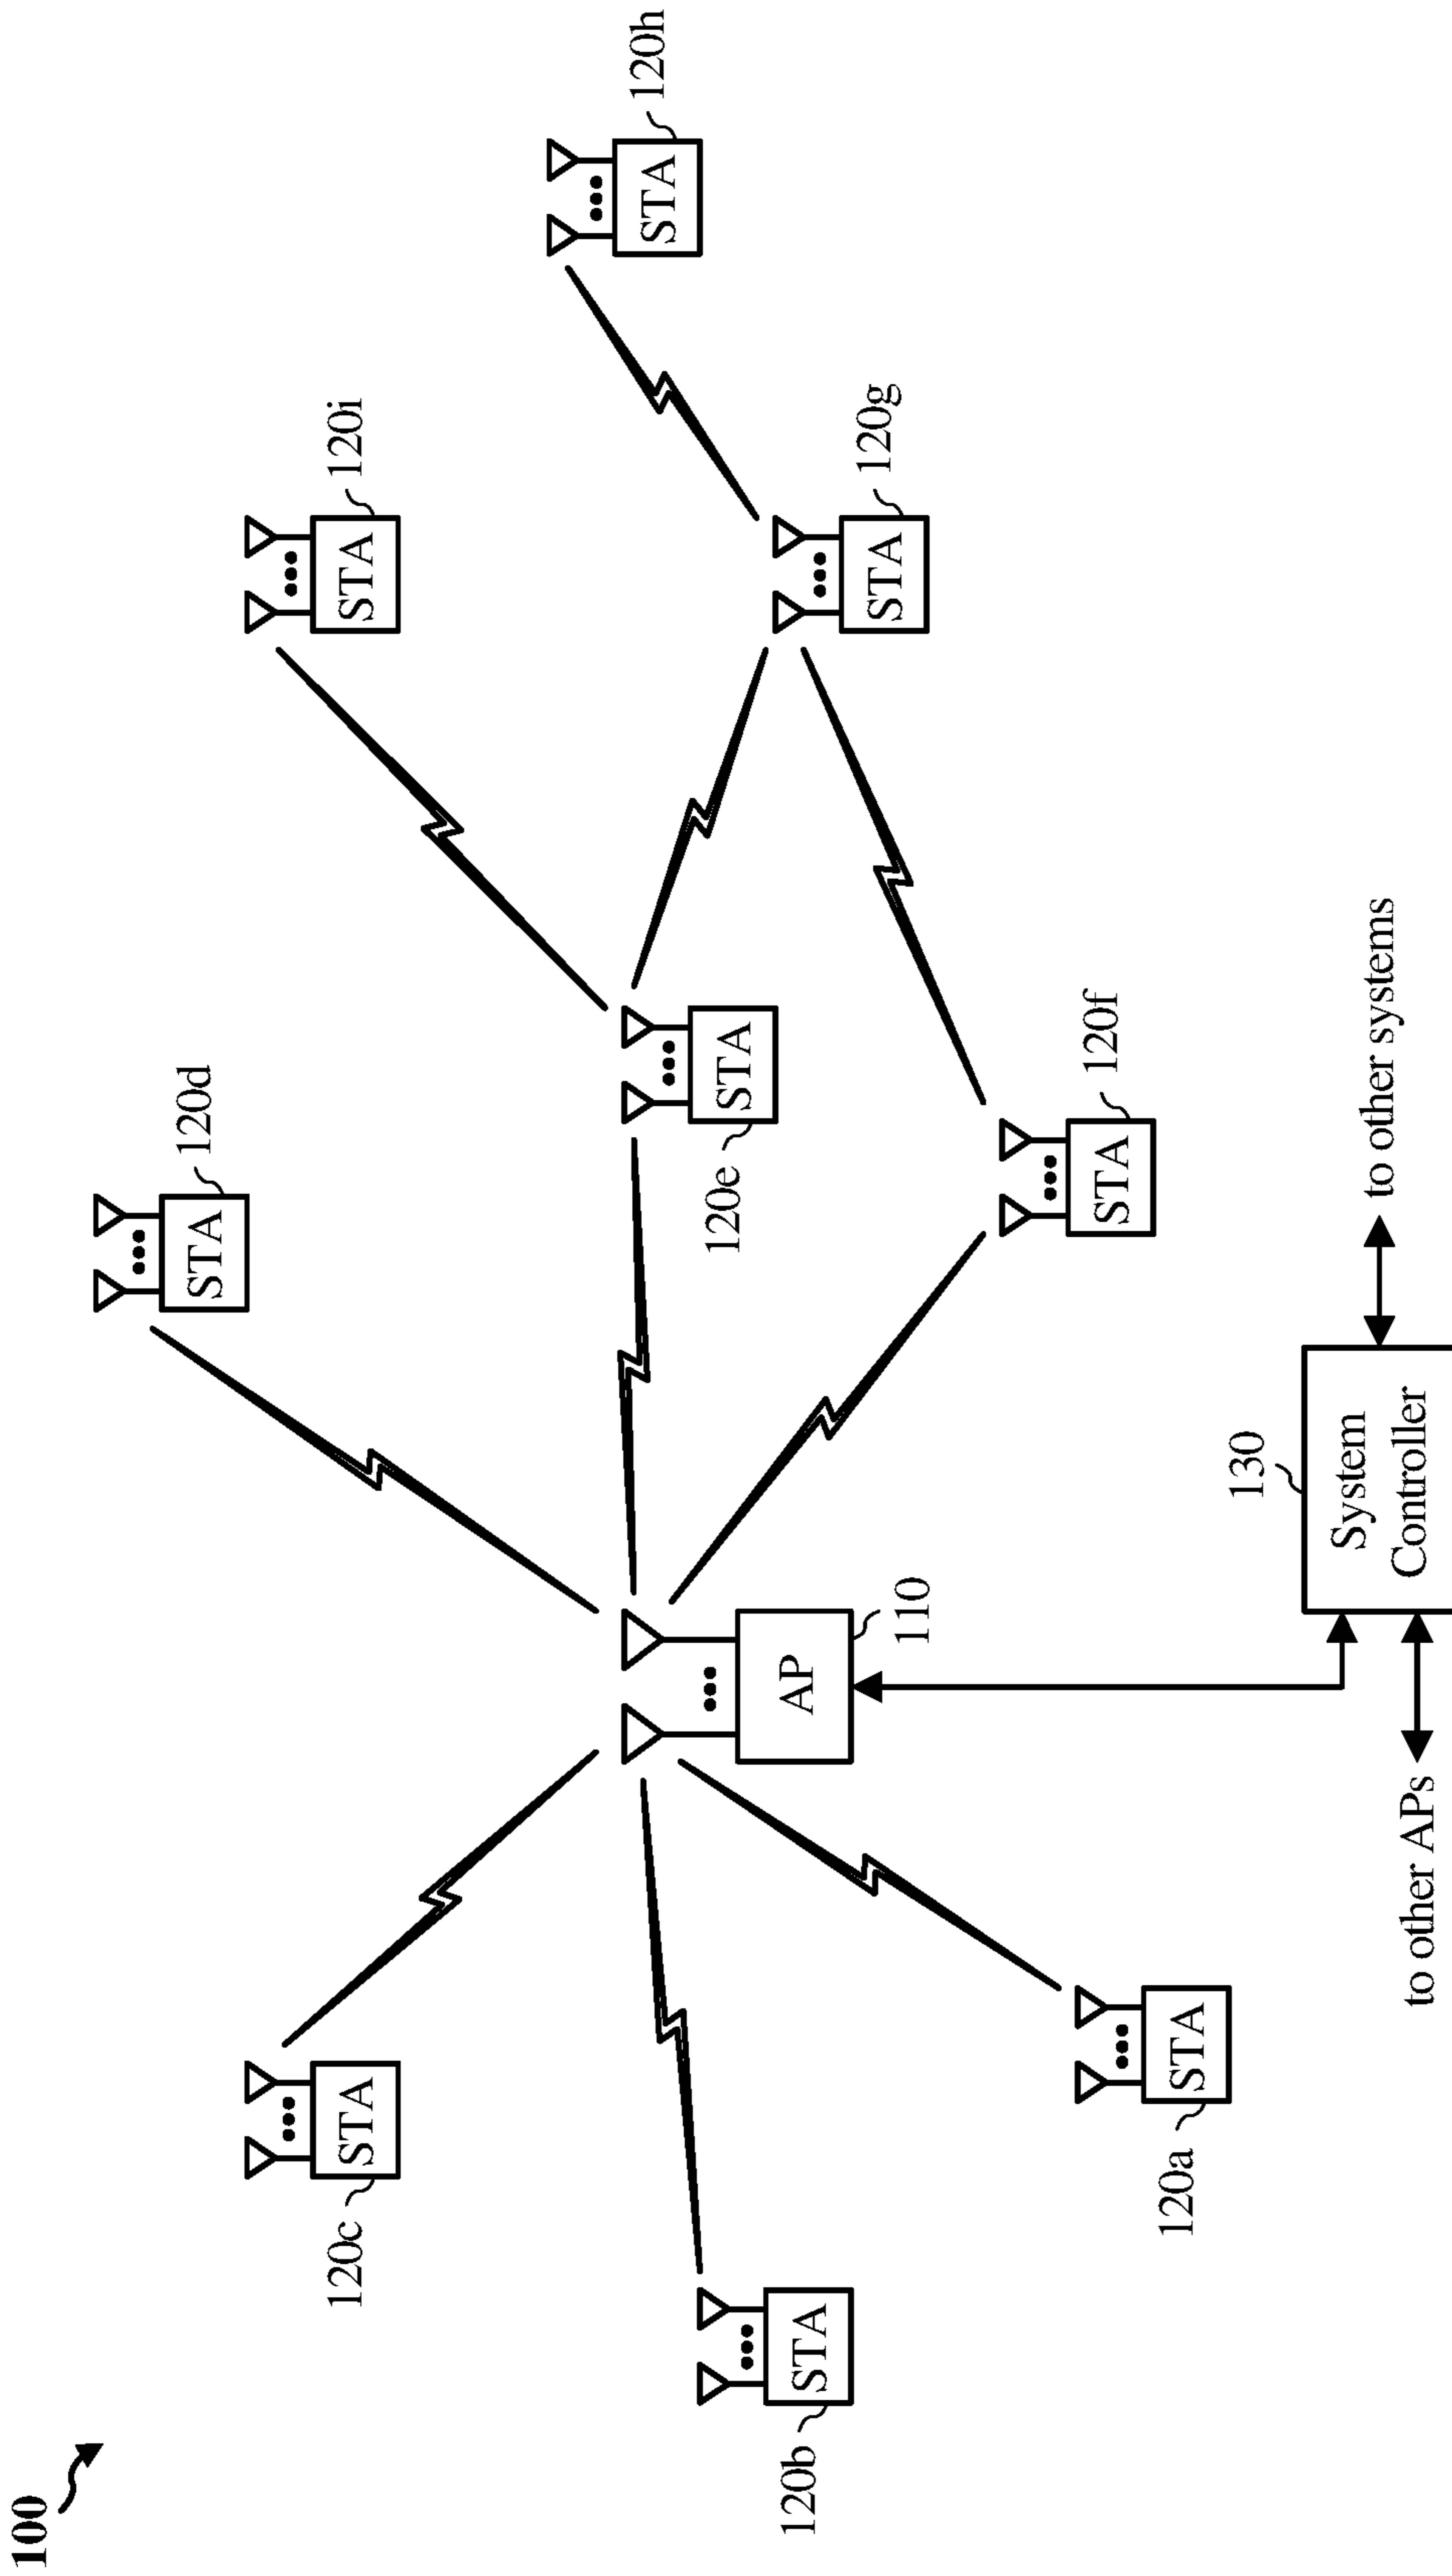 100
120d
STA
120c
STA
120i
STA
120h
STA
120e
STA
120b
STA
AP
110
120g
STA
120f
STA
120a
STA
130
System
Controller
to other systems
to other APs